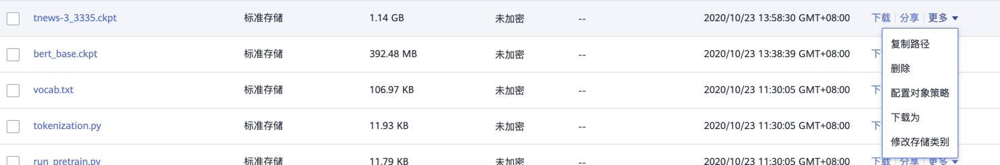 tnews-3_3335.ckpt 标准存储 1.14 GB 未加密 -- 2020/10/23 13:58:30 GMT+08:00 下载 分享 更多
复制路径
bert_base.ckpt 标准存储 392.48 MB 未加密 -- 2020/10/23 13:38:39 GMT+08:00 下
删除
vocab.txt 标准存储 106.97 KB 未加密 -- 2020/10/23 11:30:05 GMT+08:00 下
配置对象策略
下载为
tokenization.py 标准存储 11.93 KB 未加密 -- 2020/10/23 11:30:05 GMT+08:00 下
修改存储类别
run_pretrain.py 标准存储 11.79 KB 未加密 -- 2020/10/23 11:30:05 GMT+08:00 下载 分享 更多